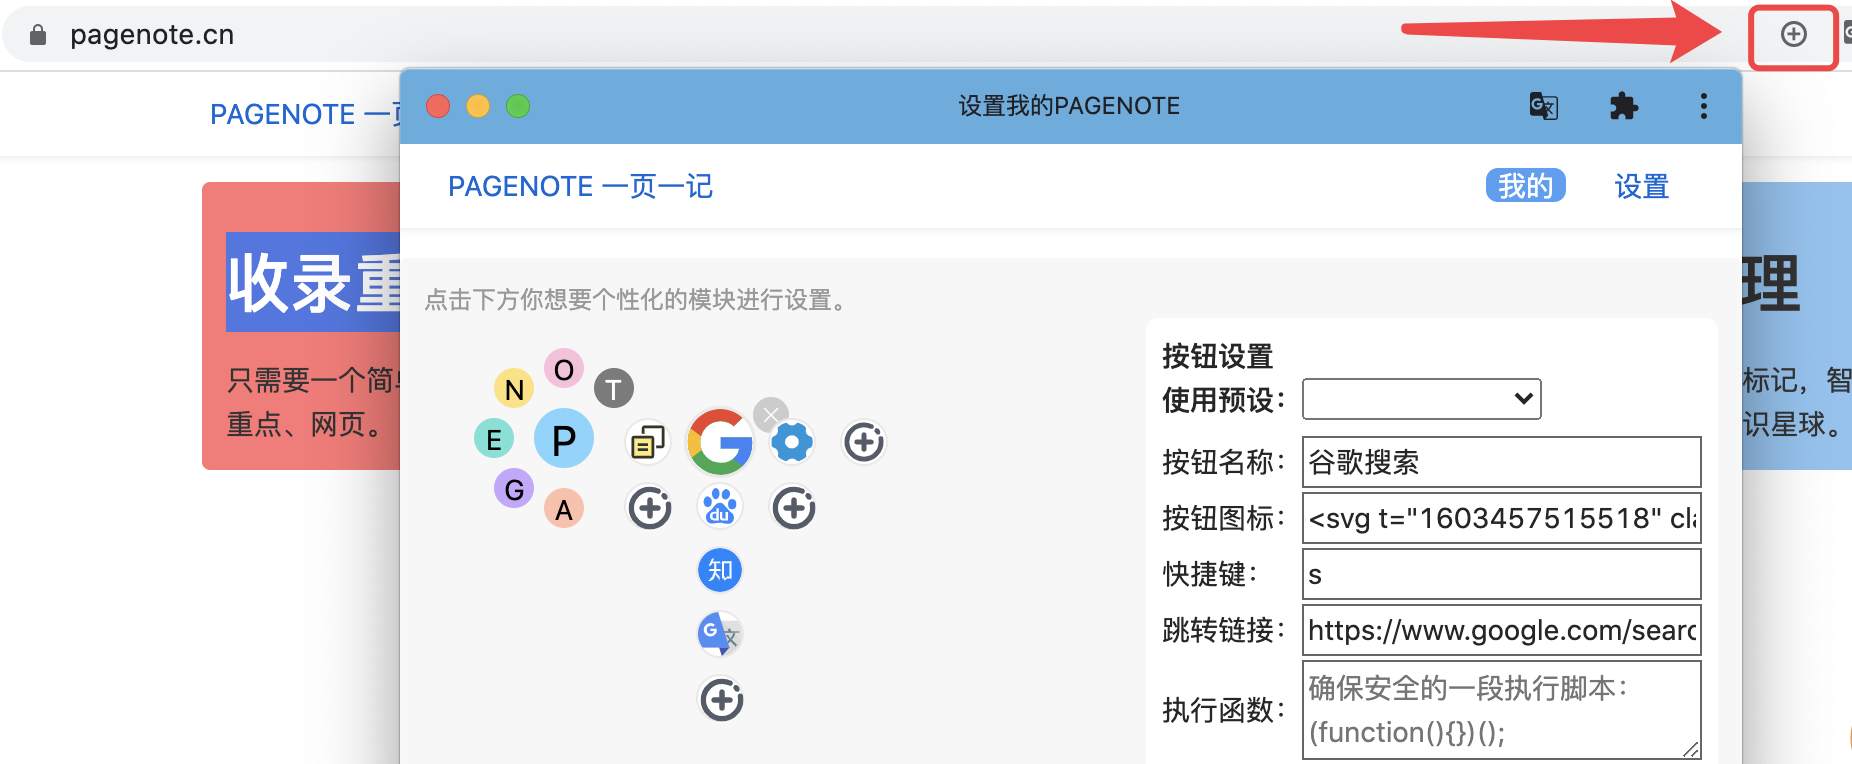 pagenote.cn
PAGENOTE 一
设置我的PAGENOTE
PAGENOTE 一页一记
我的
设置
收录重
理
点击下方你想要个性化的模块进行设置。
只需要一个简
重点、网页。
标记，智
识星球。
O
N
T
E
P
G
A
G
du
知
G文
按钮设置
使用预设：
按钮名称：
谷歌搜索
按钮图标：
<svg t="1603457515518" cl
快捷键：
s
跳转链接：
https://www.google.com/sear
执行函数：
确保安全的一段执行脚本：
(function(){})();